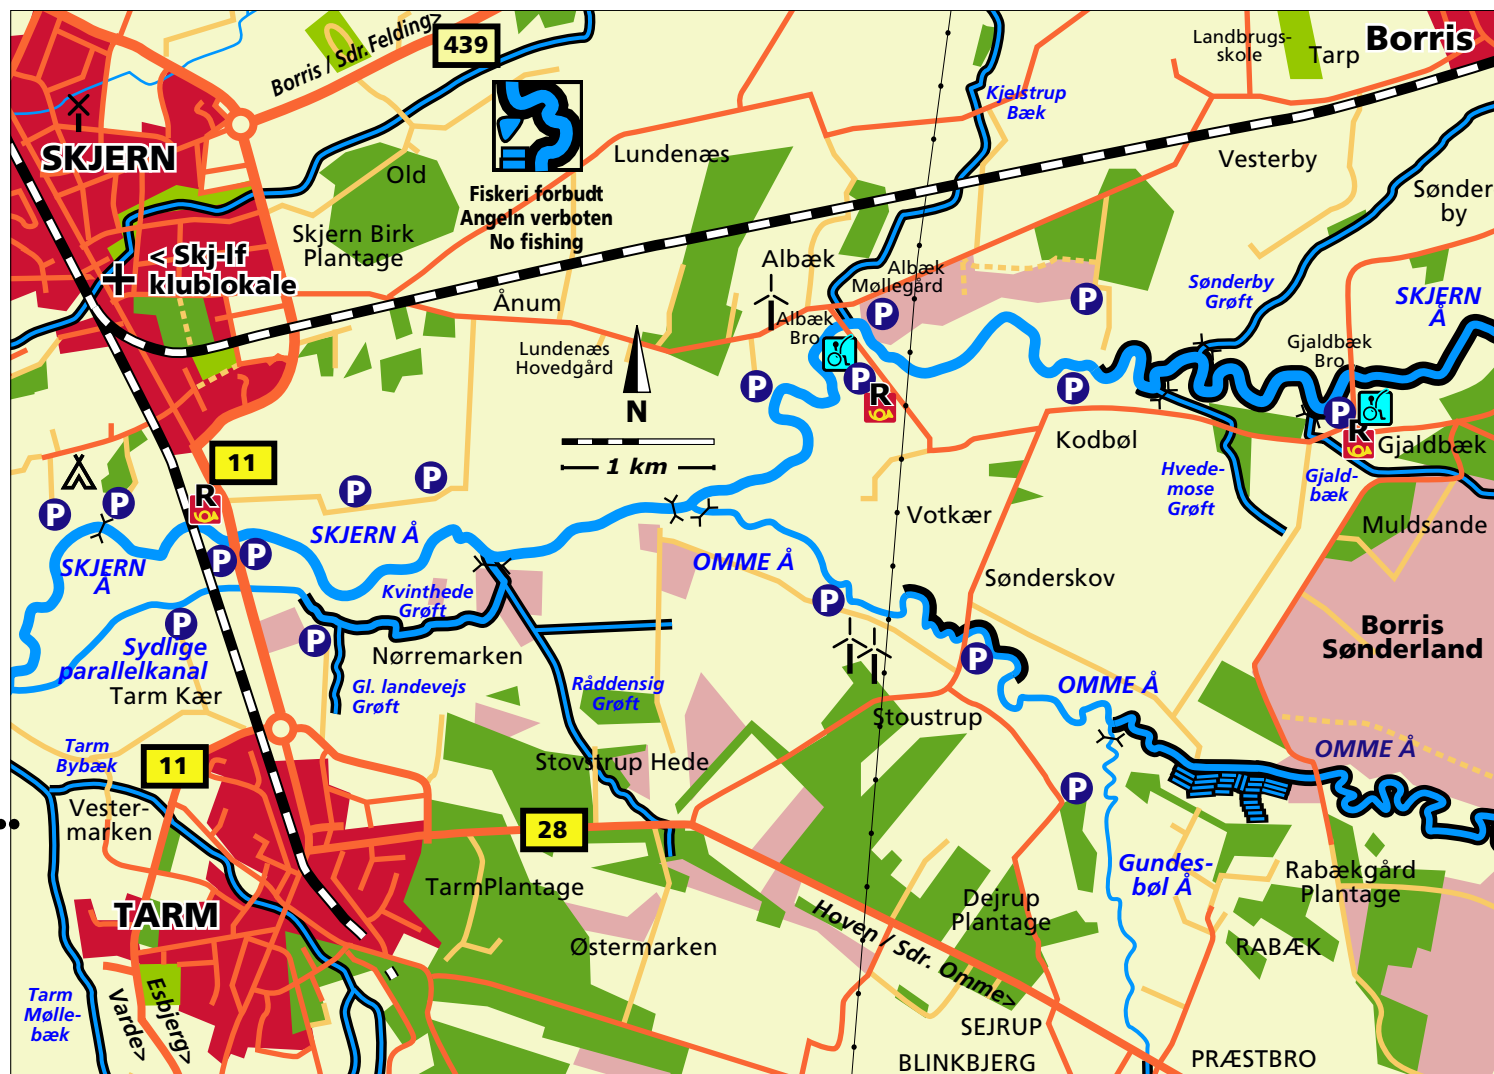 Borris / Sdr. Felding>
439
Landbrugs-
skole
Tarp
Borris
SKJERN
Old
Lundenæs
Kjelstrup
Bæk
Vesterby
Sønder
by
Fiskeri forbudt
Angeln verboten
No fishing
Skjern Birk
Plantage
< Skj-lf
klublokale
Ånum
Albæk
Albæk
Møllegård
Albæk
Bro
Sønderby
Grøft
SKJERN
Å
Gjaldbæk
Bro
Lundenæs
Hovedgård
N
1 km
P
P
P
P
P
R
P
P
R
Kodbøl
Gjaldbæk
11
Hvede-
mose
Grøft
Gjald-
bæk
P
P
P
P
R
SKJERN Å
Votkær
Muldsande
P
P
SKJERN
Å
OMME Å
Sønderskov
Kvinthede
Grøft
P
P
P
Sydlige
parallelkanal
Nørremarken
P
Borris
Sønderland
Tarm Kær
Gl. landevejs
Grøft
Råddensig
Grøft
OMME Å
Stoustrup
Tarm
Bybæk
11
Stovstrup Hede
OMME Å
P
Vester-
marken
28
Gundes-
bøl Å
TarmPlantage
Dejrup
Plantage
Rabækgård
Plantage
TARM
Østermarken
Hoven / Sdr. Omme>
RABÆK
Tarm
Mølle-
bæk
Varde>
Esbjerg>
SEJRUP
BLINKBJERG
PRÆSTBRO